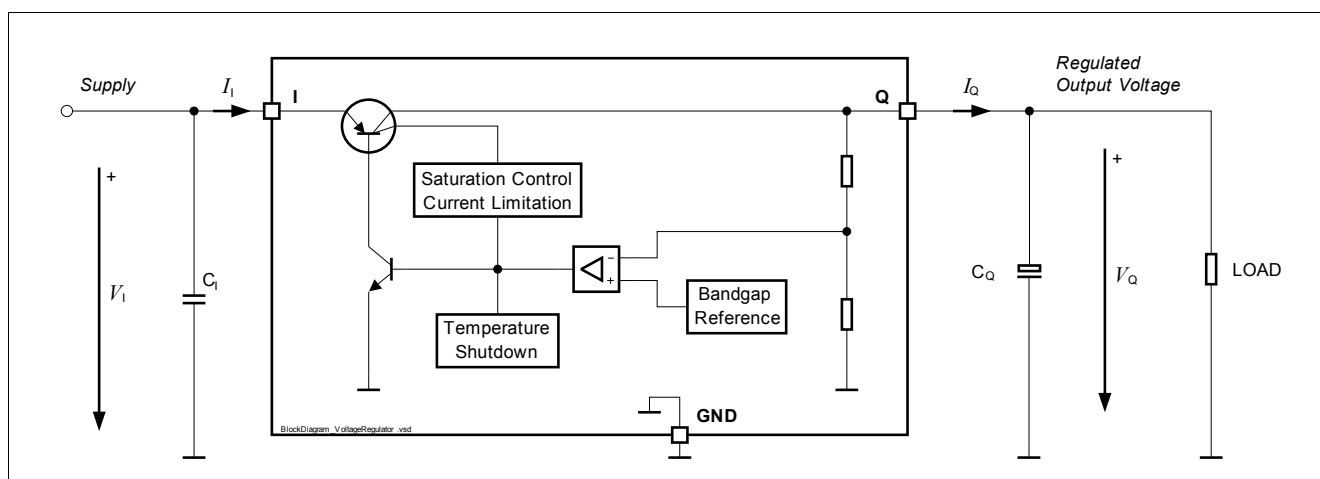 Supply
I_I
I
Q
I_Q
Regulated
Output Voltage
+
Saturation Control
Current Limitation
V_I
C_I
−
+
Bandgap
Reference
Temperature
Shutdown
GND
BlockDiagram_VoltageRegulator .vsd
C_Q
+
V_Q
LOAD